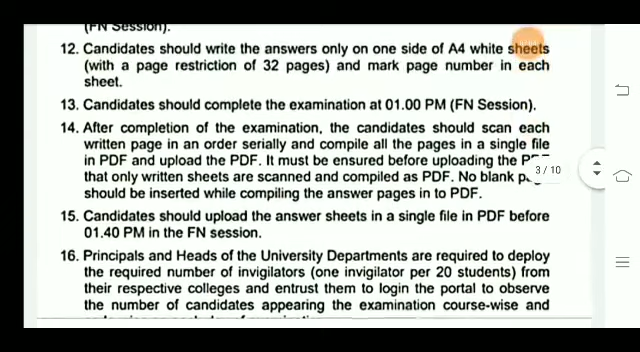 (FN Session).
12. Candidates should write the answers only on one side of A4 white sheets
(with a page restriction of 32 pages) and mark page number in each
sheet.
13. Candidates should complete the examination at 01.00 PM (FN Session).
14. After completion of the examination, the candidates should scan each
written page in an order serially and compile all the pages in a single file
in PDF and upload the PDF. It must be ensured before uploading the
that only written sheets are scanned and compiled as PDF. No blank
3 / 10
should be inserted while compiling the answer pages in to PDF.
15. Candidates should upload the answer sheets in a single file in PDF before
01.40 PM in the FN session.
16. Principals and Heads of the University Departments are required to deploy
the required number of invigilators (one invigilator per 20 students) from
their respective colleges and entrust them to login the portal to observe
the number of candidates appearing the examination course-wise and